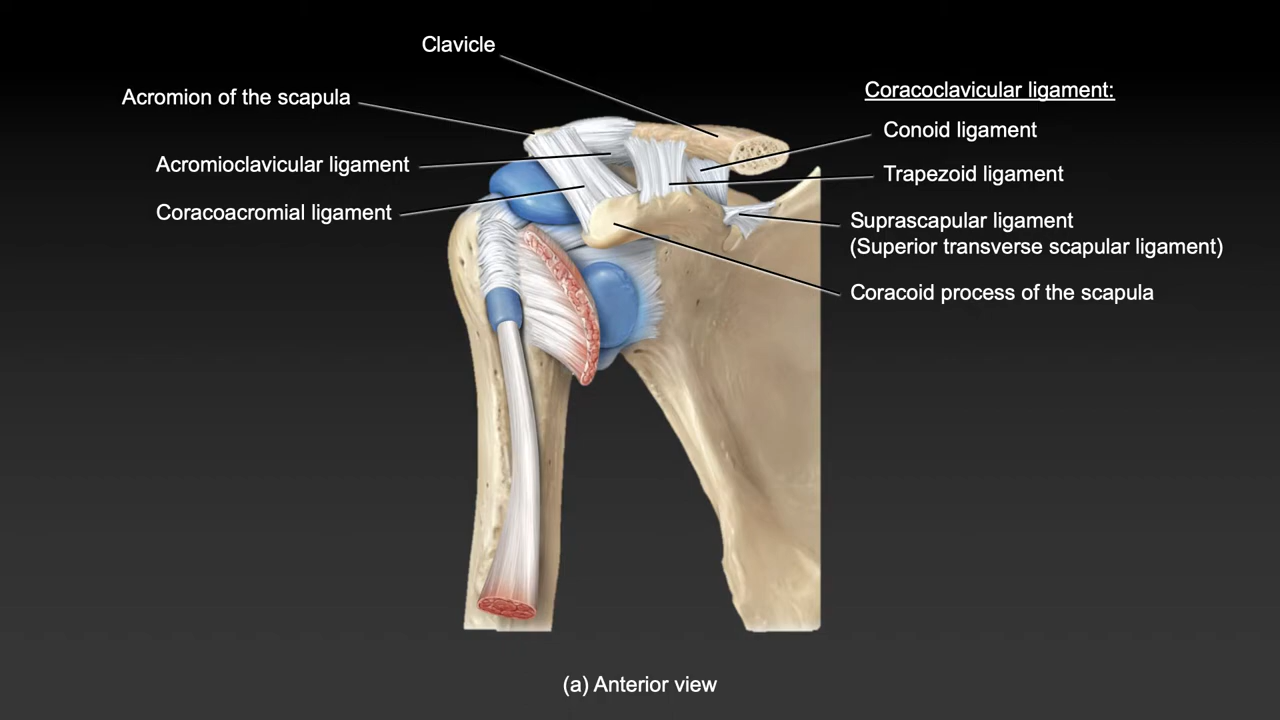 Clavicle
Acromion of the scapula
Acromioclavicular ligament
Coracoacromial ligament
Coracoclavicular ligament:
Conoid ligament
Trapezoid ligament
Suprascapular ligament
(Superior transverse scapular ligament)
Coracoid process of the scapula
(a) Anterior view